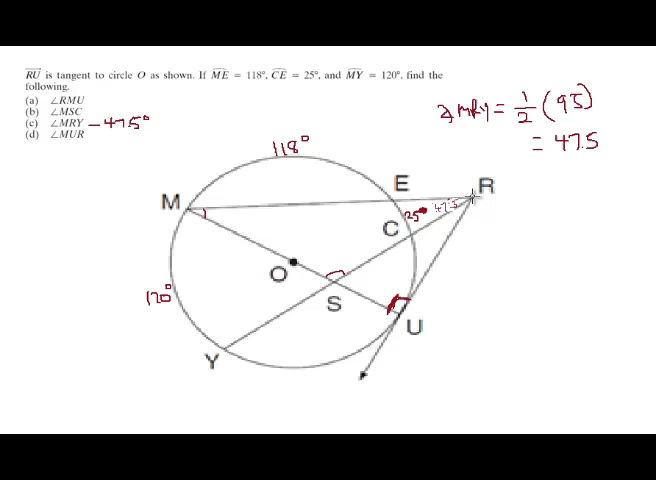 RU is tangent to circle O as shown. If ME = 118°, CE = 25°, and MY = 120°, find the
following.
(a) ∠RMU
(b) ∠MSC
(c) ∠MRY – 47.5°
(d) ∠MUR
∠MRY = 1/2 (95)
= 47.5
118°
M
E
R
25°
47.5
C
O
120°
S
U
Y